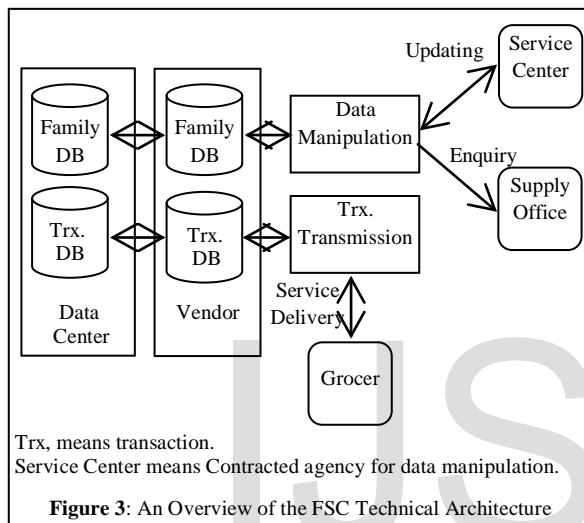 Updating
Service
Center
Family
DB
Family
DB
Data
Manipulation
Enquiry
Supply
Office
Trx.
DB
Trx.
DB
Trx.
Transmission
Data
Center
Vendor
Service
Delivery
Grocer
IJS
Trx, means transaction.
Service Center means Contracted agency for data manipulation.
Figure 3: An Overview of the FSC Technical Architecture